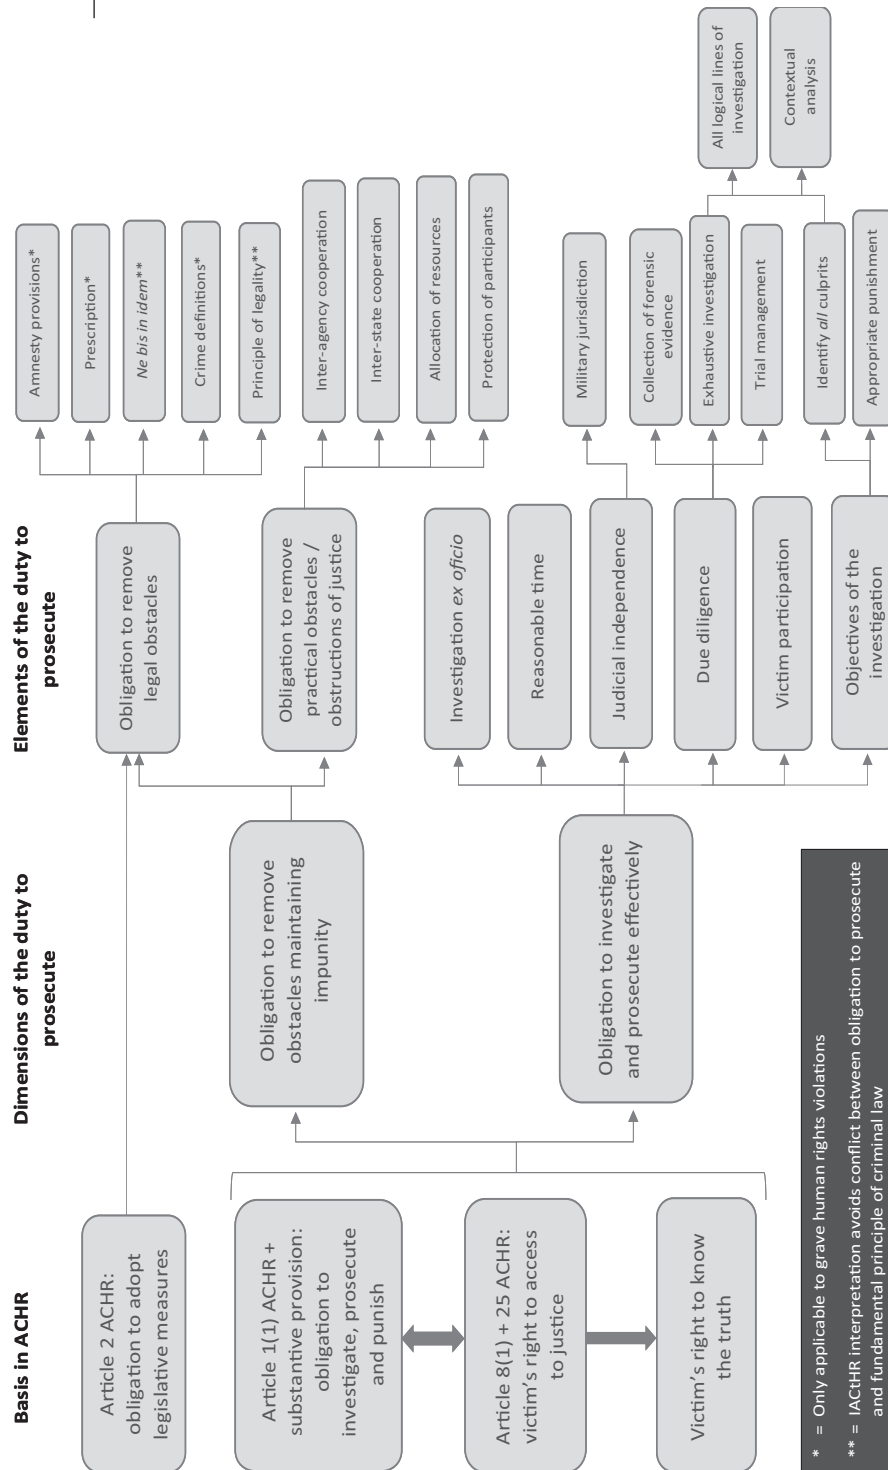 Basis in ACHR
Dimensions of the duty to
prosecute
Elements of the duty to
prosecute
Article 2 ACHR:
obligation to adopt
legislative measures
Article 1(1) ACHR +
substantive provision:
obligation to
investigate, prosecute
and punish
Article 8(1) + 25 ACHR:
victim's right to access
to justice
Victim's right to know
the truth
Obligation to remove
obstacles maintaining
impunity
Obligation to investigate
and prosecute effectively
Obligation to remove
legal obstacles
Obligation to remove
practical obstacles /
obstructions of justice
Investigation ex oficio
Reasonable time
Judicial independence
Due diligence
Victim participation
Objectives of the
investigation
Amnesty provisions*
Prescription*
Ne bis in idem**
Crime definitions*
Principle of legality**
Inter-agency cooperation
Inter-state cooperation
Allocation of resources
Protection of participants
Military jurisdiction
Collection of forensic
evidence
Exhaustive investigation
Trial management
Identify all culprits
Appropriate punishment
All logical lines of
investigation
Contextual
analysis
* = Only applicable to grave human rights violations
** = IACtHR interpretation avoids conflict between obligation to prosecute
and fundamental principle of criminal law